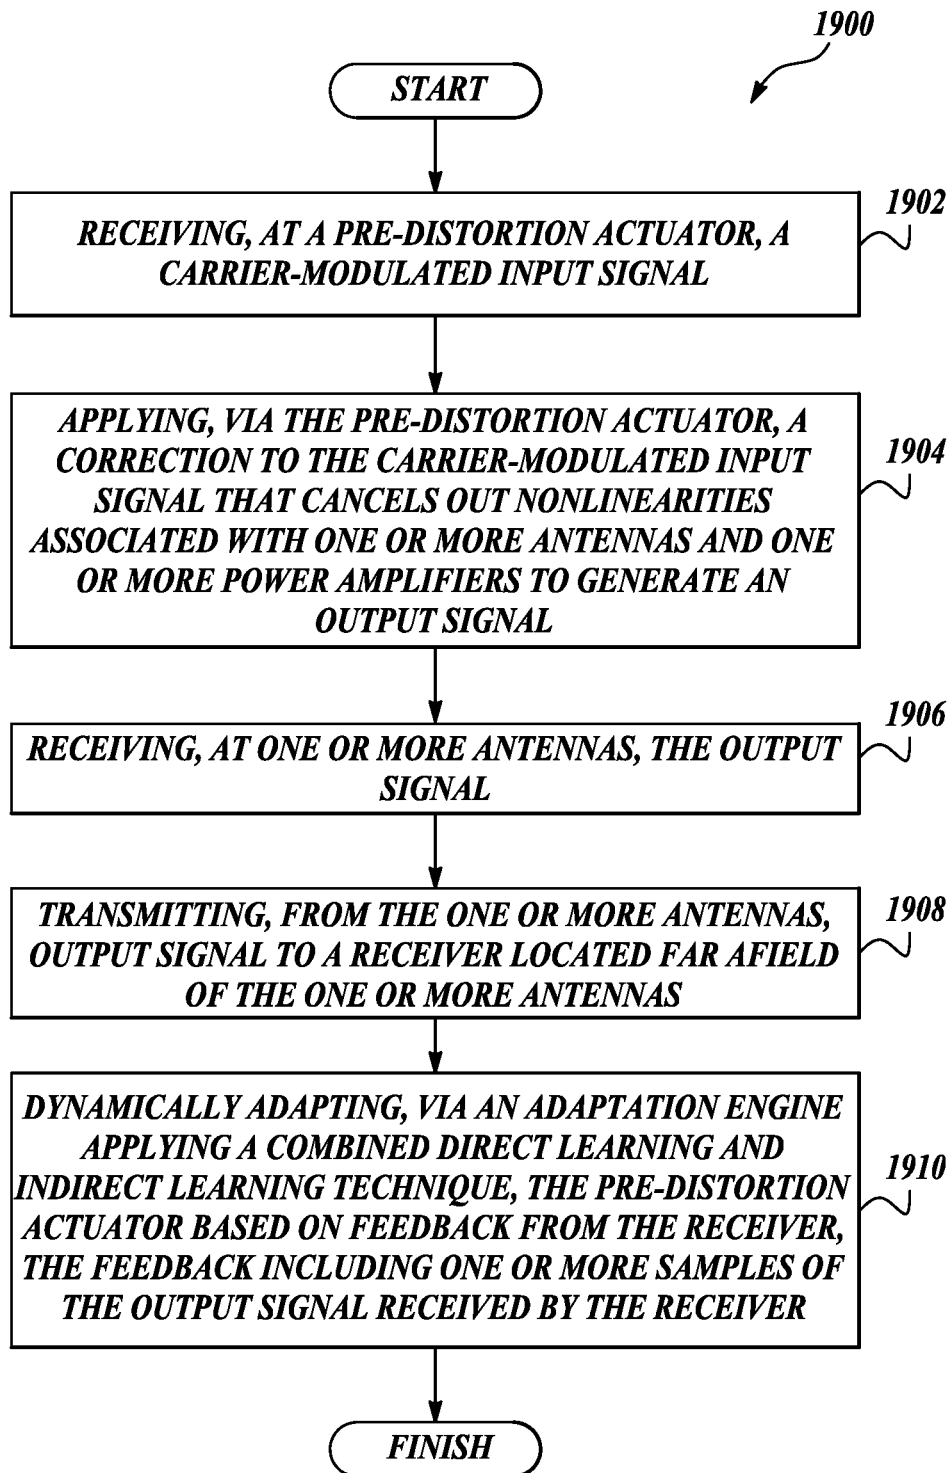 1900
START
1902
RECEIVING, AT A PRE-DISTORTION ACTUATOR, A
CARRIER-MODULATED INPUT SIGNAL
APPLYING, VIA THE PRE-DISTORTION ACTUATOR, A
CORRECTION TO THE CARRIER-MODULATED INPUT
SIGNAL THAT CANCELS OUT NONLINEARITIES
ASSOCIATED WITH ONE OR MORE ANTENNAS AND ONE
OR MORE POWER AMPLIFIERS TO GENERATE AN
OUTPUT SIGNAL
1904
1906
RECEIVING, AT ONE OR MORE ANTENNAS, THE OUTPUT
SIGNAL
1908
TRANSMITTING, FROM THE ONE OR MORE ANTENNAS,
OUTPUT SIGNAL TO A RECEIVER LOCATED FAR AFIELD
OF THE ONE OR MORE ANTENNAS
DYNAMICALLY ADAPTING, VIA AN ADAPTATION ENGINE
APPLYING A COMBINED DIRECT LEARNING AND
INDIRECT LEARNING TECHNIQUE, THE PRE-DISTORTION
ACTUATOR BASED ON FEEDBACK FROM THE RECEIVER,
THE FEEDBACK INCLUDING ONE OR MORE SAMPLES OF
THE OUTPUT SIGNAL RECEIVED BY THE RECEIVER
1910
FINISH